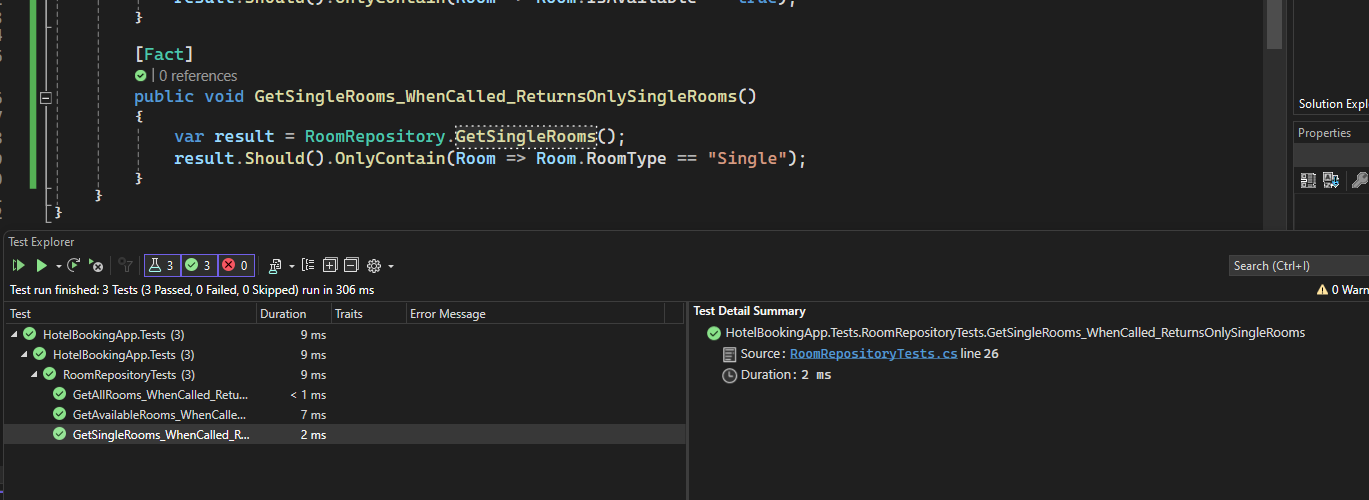 result.Should().OnlyContain(Room => Room.IsAvailable == true);
}
[Fact]
| 0 references
public void GetSingleRooms_WhenCalled_ReturnsOnlySingleRooms()
{
var result = RoomRepository.GetSingleRooms();
result.Should().OnlyContain(Room => Room.RoomType == "Single");
}
}
}
Solution Explo
Properties
Test Explorer
3 3 0
Search (Ctrl+I)
Test run finished: 3 Tests (3 Passed, 0 Failed, 0 Skipped) run in 306 ms
0 Warn
Test Duration Traits Error Message
HotelBookingApp.Tests (3) 9 ms
HotelBookingApp.Tests (3) 9 ms
RoomRepositoryTests (3) 9 ms
GetAllRooms_WhenCalled_Retu... < 1 ms
GetAvailableRooms_WhenCalle... 7 ms
GetSingleRooms_WhenCalled_R... 2 ms
Test Detail Summary
HotelBookingApp.Tests.RoomRepositoryTests.GetSingleRooms_WhenCalled_ReturnsOnlySingleRooms
Source: RoomRepositoryTests.cs line 26
Duration: 2 ms